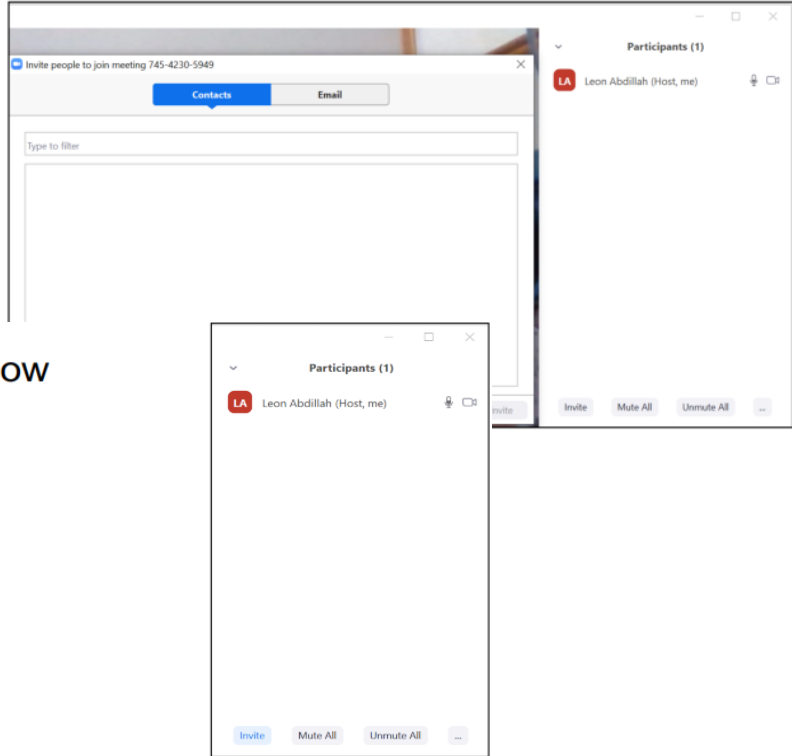 Invite people to join meeting 745-4230-5949
Contacts
Email
Type to filter
Participants (1)
LA Leon Abdillah (Host, me)
Invite Mute All Unmute All ...
ow
Participants (1)
LA Leon Abdillah (Host, me)
Invite Mute All Unmute All ...
nvite